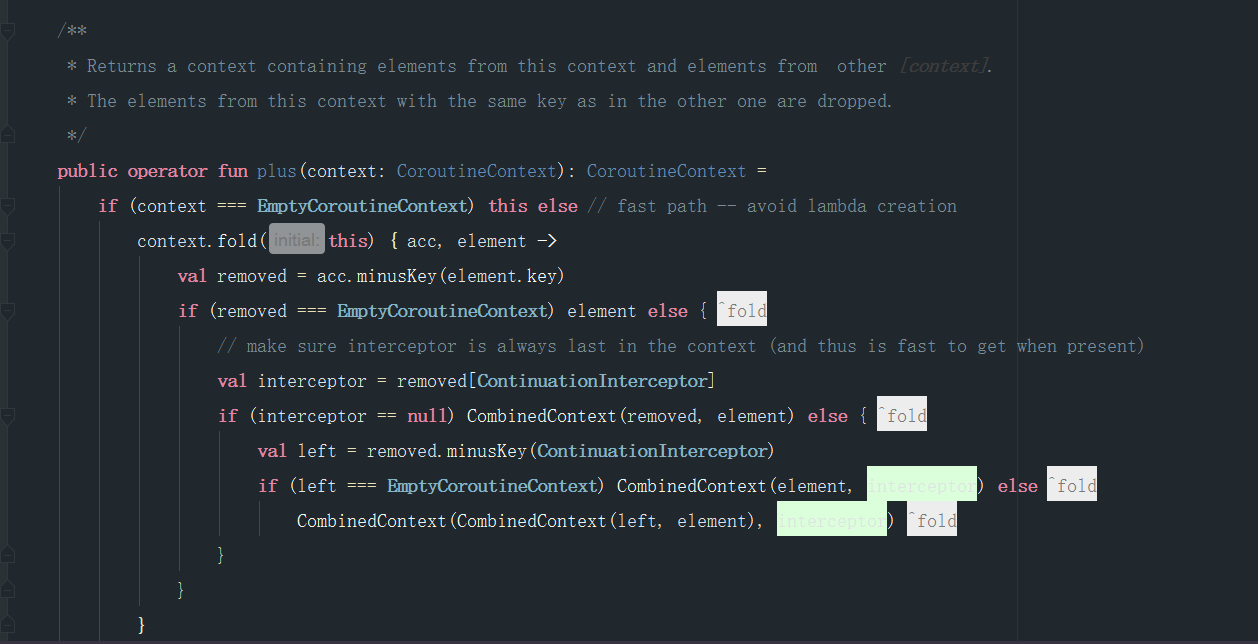 /**
* Returns a context containing elements from this context and elements from  other [context].
* The elements from this context with the same key as in the other one are dropped.
*/
public operator fun plus(context: CoroutineContext): CoroutineContext =
if (context === EmptyCoroutineContext) this else // fast path -- avoid lambda creation
context.fold( initial: this) { acc, element ->
val removed = acc.minusKey(element.key)
if (removed === EmptyCoroutineContext) element else { ^fold
// make sure interceptor is always last in the context (and thus is fast to get when present)
val interceptor = removed[ContinuationInterceptor]
if (interceptor == null) CombinedContext(removed, element) else { ^fold
val left = removed.minusKey(ContinuationInterceptor)
if (left === EmptyCoroutineContext) CombinedContext(element, interceptor) else ^fold
CombinedContext(CombinedContext(left, element), interceptor) ^fold
}
}
}